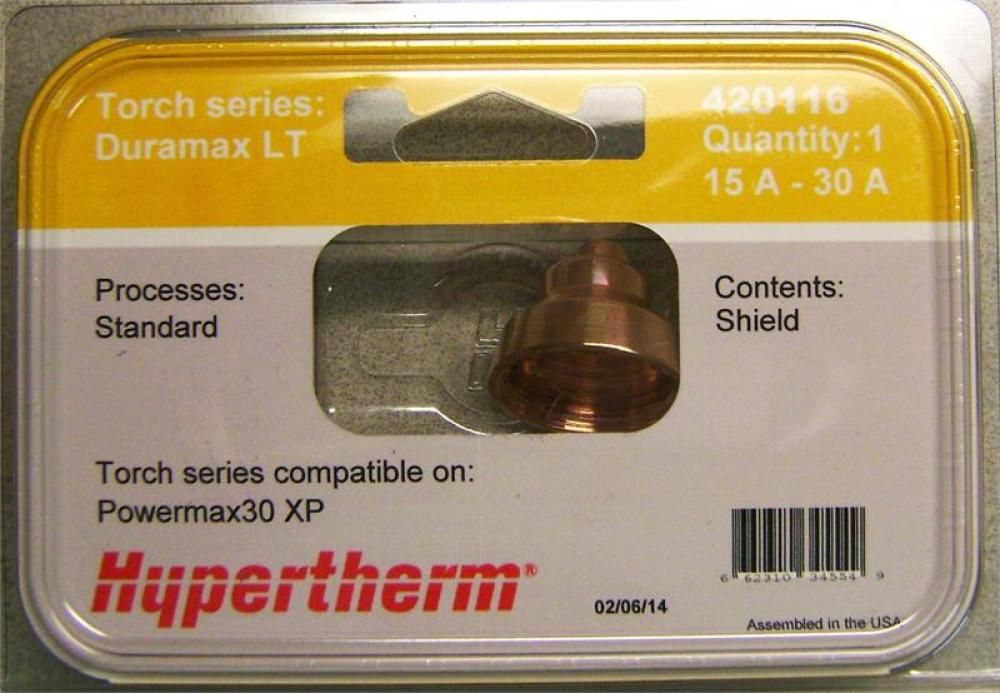 Torch series:
Duramax LT
420116
Quantity: 1
15 A - 30 A
Processes:
Standard
Contents:
Shield
Torch series compatible on:
Powermax30 XP
Hypertherm®
02/06/14
6 62310 34554 9
Assembled in the USA